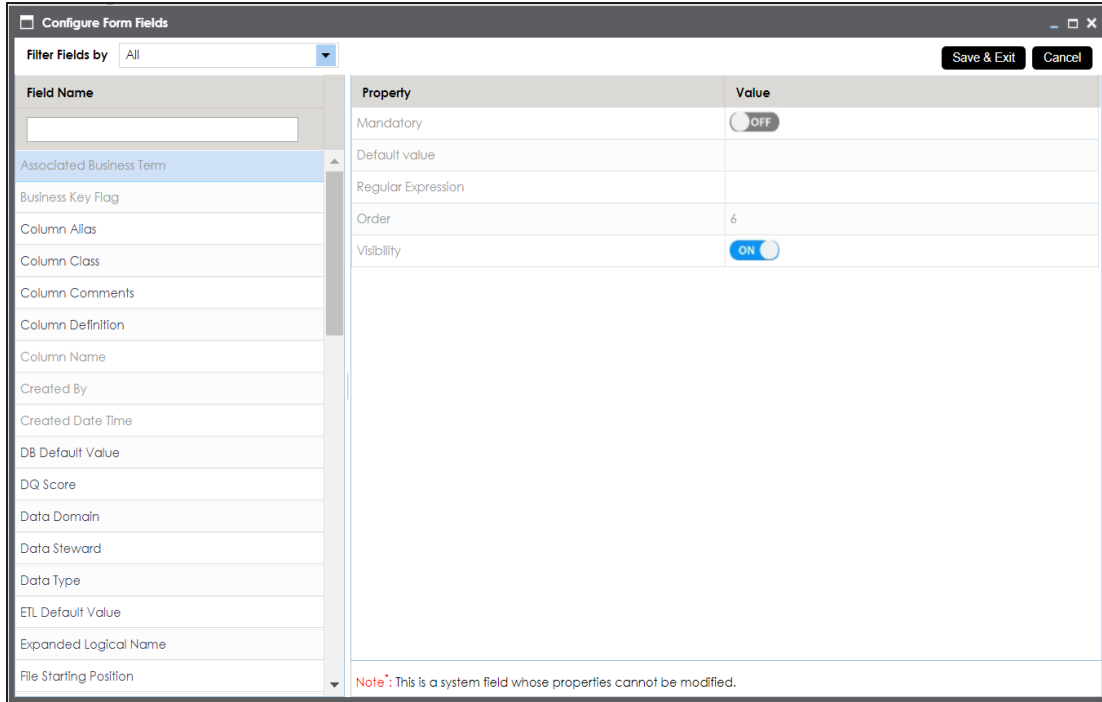 Configure Form Fields
Filter Fields by All
Save & Exit Cancel
Field Name
Associated Business Term
Business Key Flag
Column Alias
Column Class
Column Comments
Column Definition
Column Name
Created By
Created Date Time
DB Default Value
DQ Score
Data Domain
Data Steward
Data Type
ETL Default Value
Expanded Logical Name
File Starting Position
Property Value
Mandatory OFF
Default value
Regular Expression
Order 6
Visibility ON
Note*: This is a system field whose properties cannot be modified.